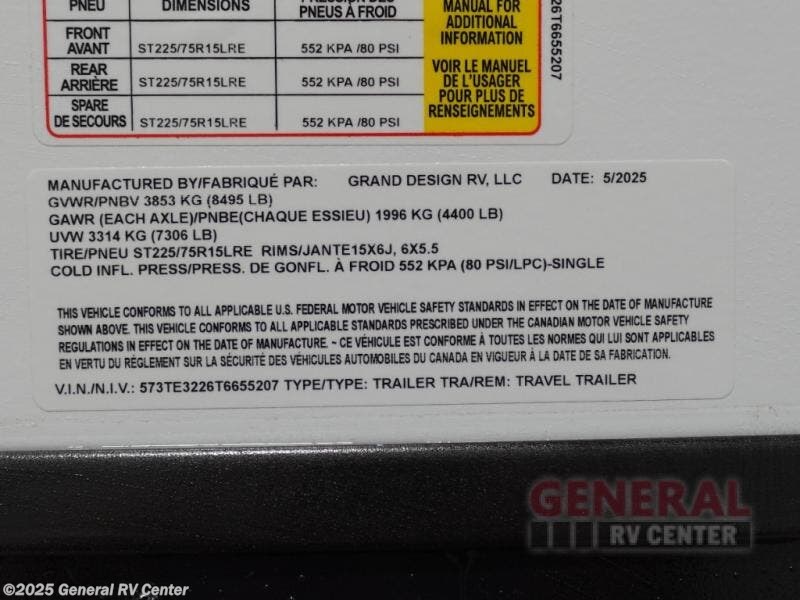 PNEU DIMENSIONS PNEUS À FROID
FRONT AVANT ST225/75R15LRE 552 KPA /80 PSI
REAR ARRIÈRE ST225/75R15LRE 552 KPA /80 PSI
SPARE DE SECOURS ST225/75R15LRE 552 KPA /80 PSI
MANUAL FOR
ADDITIONAL
INFORMATION
VOIR LE MANUEL
DE L'USAGER
POUR PLUS DE
RENSEIGNEMENTS
26T6655207
MANUFACTURED BY/FABRIQUÉ PAR: GRAND DESIGN RV, LLC DATE: 5/2025
GVWR/PNBV 3853 KG (8495 LB)
GAWR (EACH AXLE)/PNBE(CHAQUE ESSIEU) 1996 KG (4400 LB)
UVW 3314 KG (7306 LB)
TIRE/PNEU ST225/75R15LRE RIMS/JANTE15X6J, 6X5.5
COLD INFL. PRESS/PRESS. DE GONFL. À FROID 552 KPA (80 PSI/LPC)-SINGLE
THIS VEHICLE CONFORMS TO ALL APPLICABLE U.S. FEDERAL MOTOR VEHICLE SAFETY STANDARDS IN EFFECT ON THE DATE OF MANUFACTURE
SHOWN ABOVE. THIS VEHICLE CONFORMS TO ALL APPLICABLE STANDARDS PRESCRIBED UNDER THE CANADIAN MOTOR VEHICLE SAFETY
REGULATIONS IN EFFECT ON THE DATE OF MANUFACTURE. ~ CE VÉHICULE EST CONFORME À TOUTES LES NORMES QUI LUI SONT APPLICABLES
EN VERTU DU RÉGLEMENT SUR LA SÉCURITÉ DES VÉHICULES AUTOMOBILES DU CANADA EN VIGUEUR À LA DATE DE SA FABRICATION.
V.I.N./N.I.V.: 573TE3226T6655207 TYPE/TYPE: TRAILER TRA/REM: TRAVEL TRAILER
GENERAL
RV CENTER
©2025 General RV Center